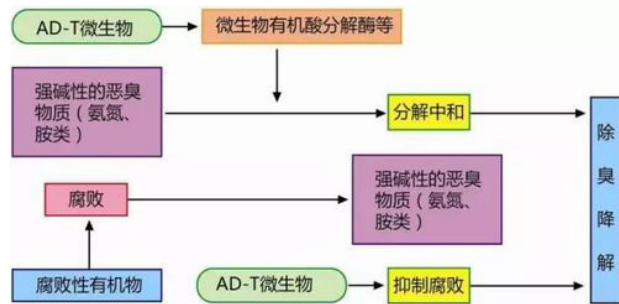 AD-T微生物
微生物有机酸分解酶等
强碱性的恶臭
物质（氨氮、
胺类）
分解中和
除
臭
降
解
腐败
强碱性的恶臭
物质（氨氮、
胺类）
腐败性有机物
AD-T微生物
抑制腐败